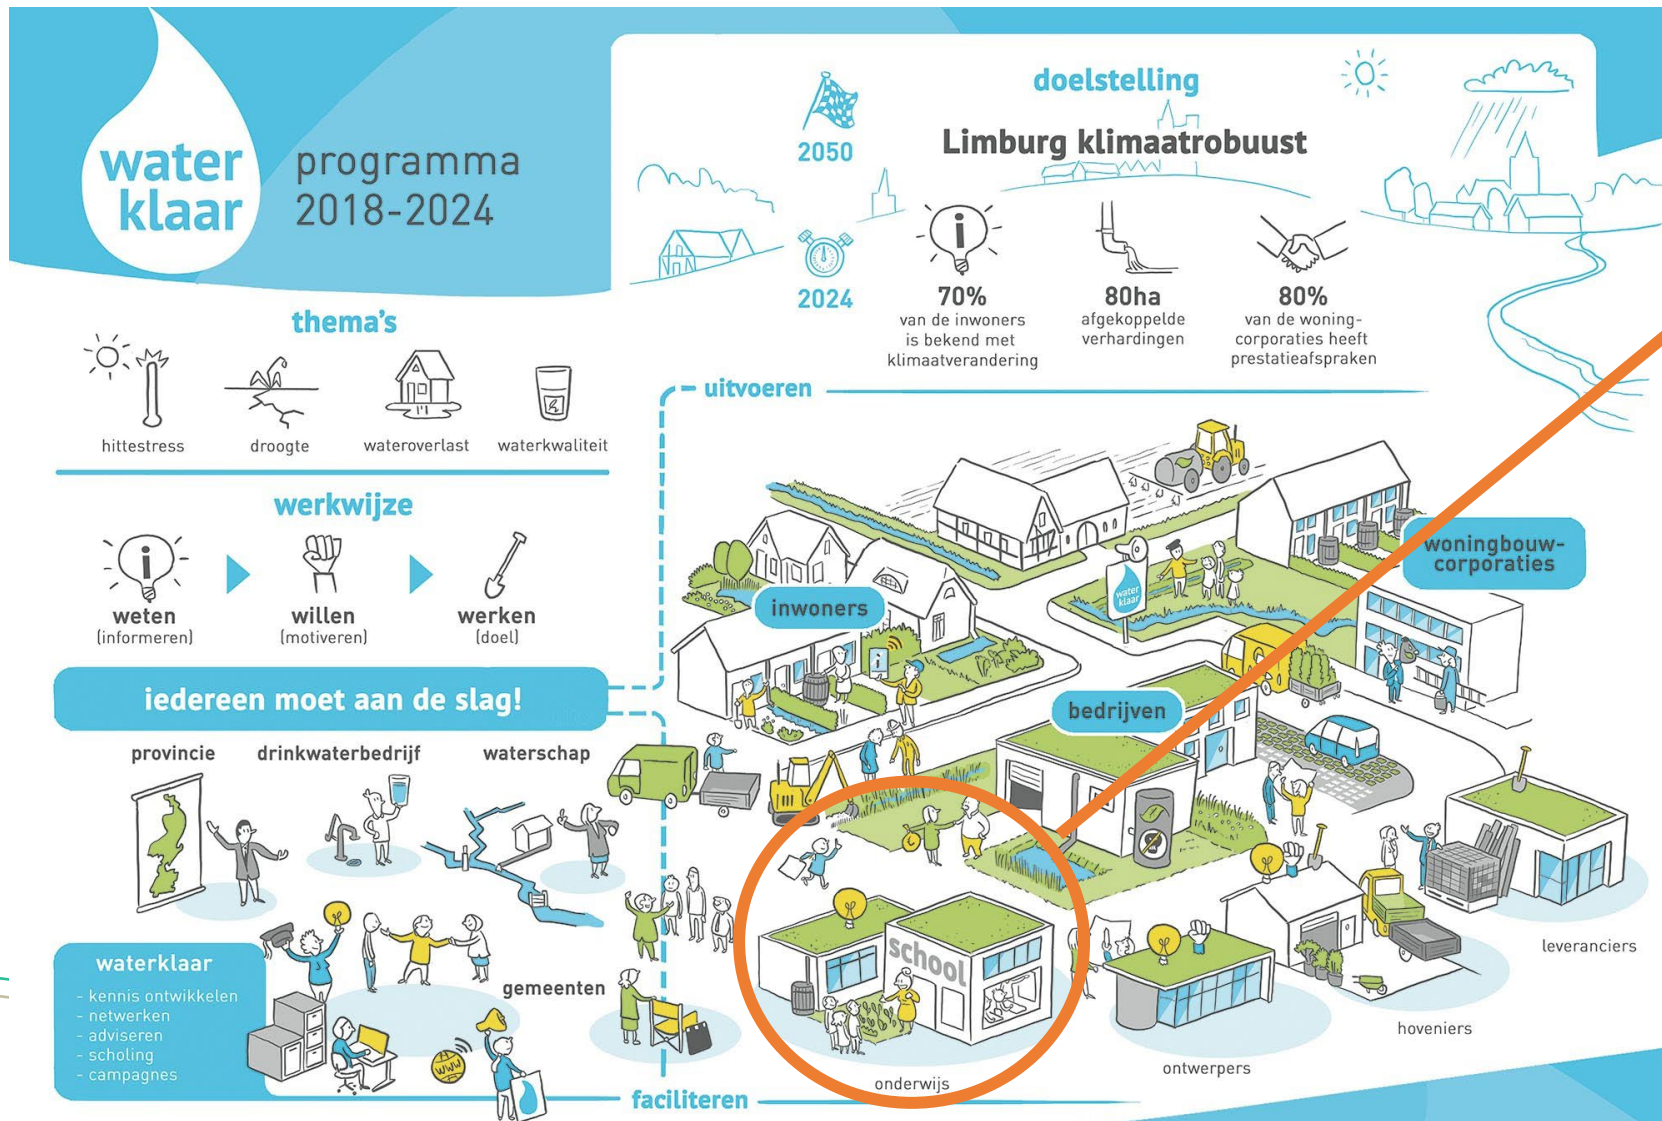 water
klaar
programma
2018-2024
doelstelling
Limburg klimaatrobuust
2050
2024
70%
van de inwoners
is bekend met
klimaatverandering
80ha
afgekoppelde
verhardingen
80%
van de woning-
corporaties heeft
prestatieafspraken
thema's
hittestress
droogte
wateroverlast
waterkwaliteit
werkwijze
weten
(informeren)
willen
(motiveren)
werken
(doel)
iedereen moet aan de slag!
uitvoeren
inwoners
water
klaar
woningbouw-
corporaties
bedrijven
provincie
drinkwaterbedrijf
waterschap
gemeenten
waterklaar
- kennis ontwikkelen
- netwerken
- adviseren
- scholing
- campagnes
www
school
onderwijs
ontwerpers
hoveniers
leveranciers
faciliteren